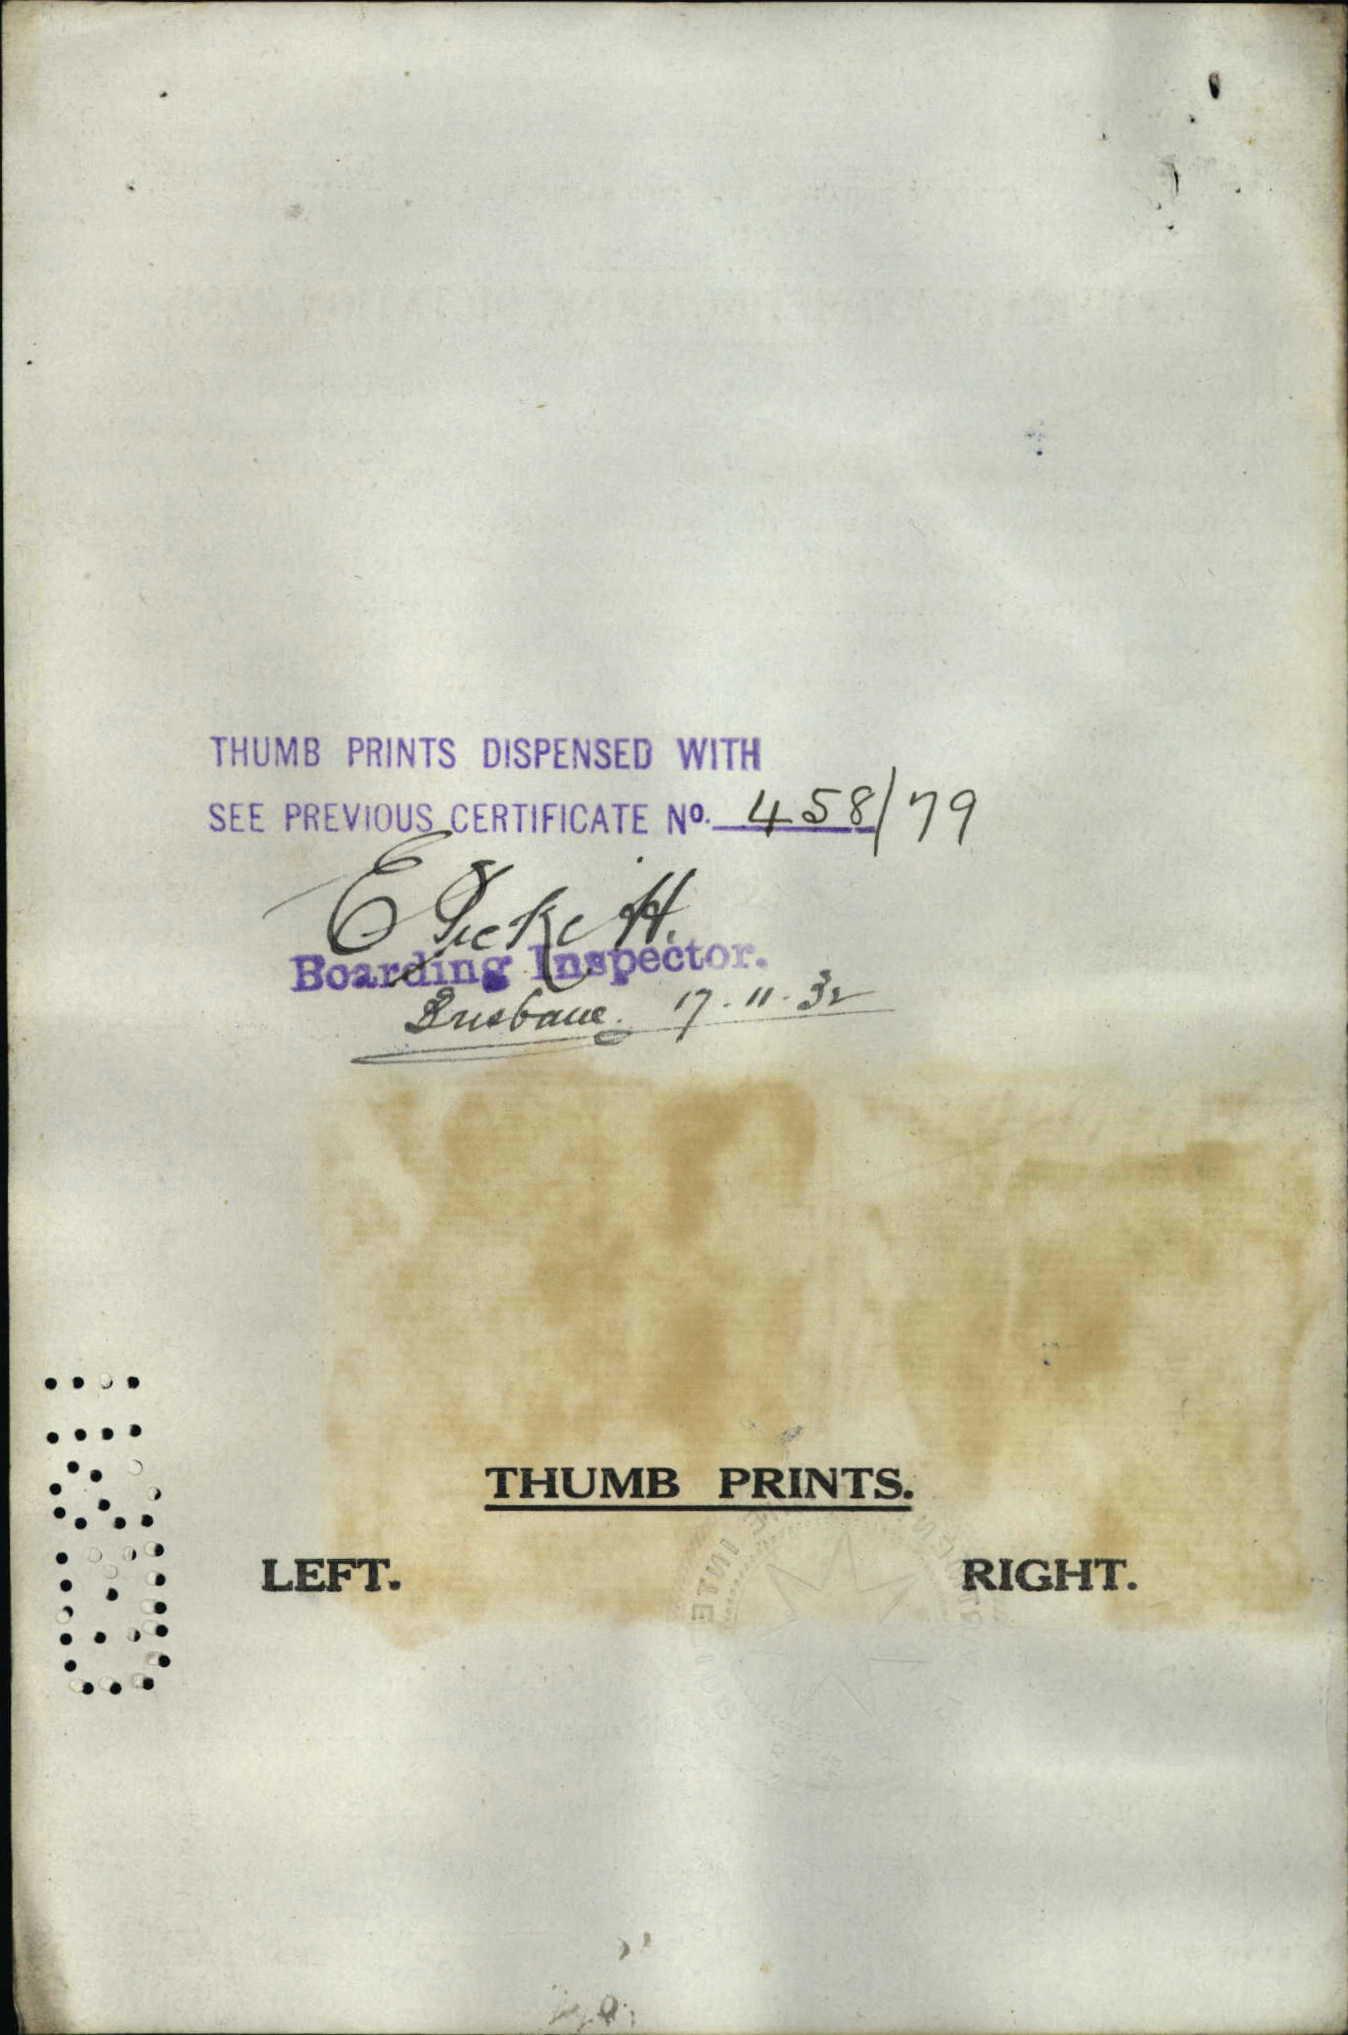 THUMB PRINTS DISPENSED WITH
SEE PREVIOUS CERTIFICATE No. 458/79
Boarding Inspector.
Brisbane. 17.11.32
THUMB PRINTS.
LEFT.
RIGHT.